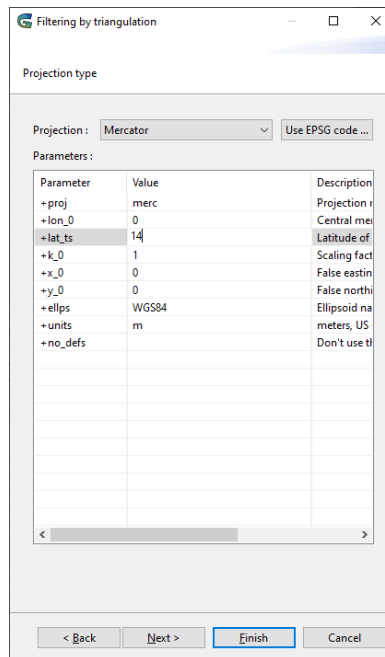 Filtering by triangulation
Projection type
Projection : Mercator Use EPSG code ...
Parameters :
Parameter Value Description
+proj merc Projection
+lon_0 0 Central
+lat_ts 14 Latitude of
+k_0 1 Scaling fact
+x_0 0 False eastin
+y_0 0 False northi
+ellps WGS84 Ellipsoid na
+units m meters, US
+no_defs Don't use th
< Back Next > Finish Cancel